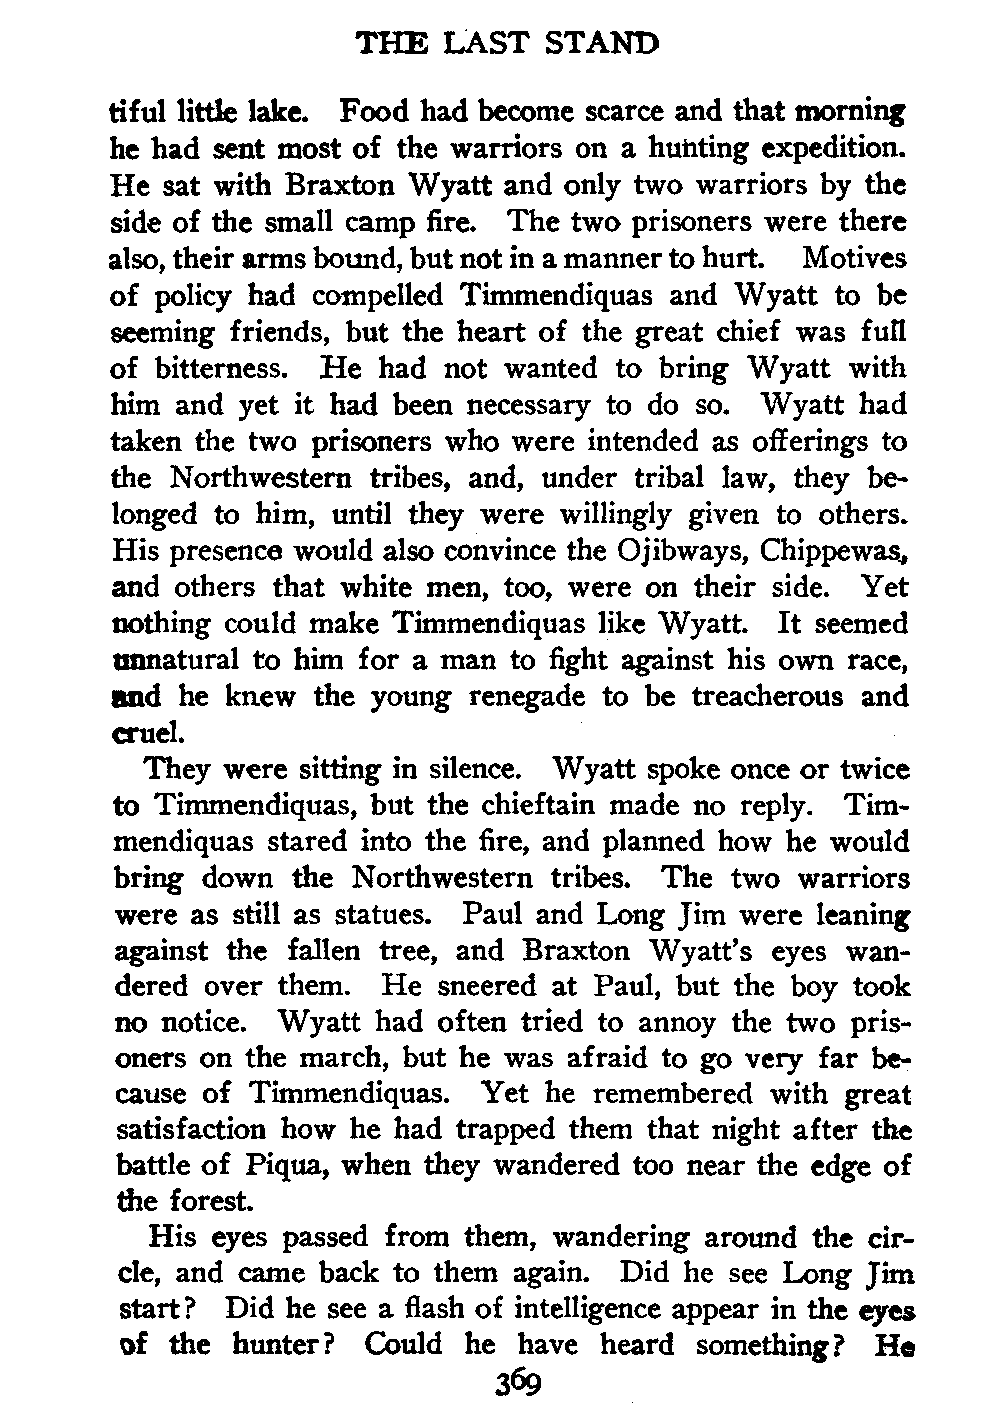 THE LAST STAND
tiful little lake. Food had become scarce and that morning
he had sent most of the warriors on a hunting expedition.
He sat with Braxton Wyatt and only two warriors by the
side of the small camp fire. The two prisoners were there
also, their arms bound, but not in a manner to hurt. Motives
of policy had compelled Timmendiquas and Wyatt to be
seeming friends, but the heart of the great chief was full
of bitterness. He had not wanted to bring Wyatt with
him and yet it had been necessary to do so. Wyatt had
taken the two prisoners who were intended as offerings to
the Northwestern tribes, and, under tribal law, they be-
longed to him, until they were willingly given to others.
His presence would also convince the Ojibways, Chippewas,
and others that white men, too, were on their side. Yet
nothing could make Timmendiquas like Wyatt. It seemed
unnatural to him for a man to fight against his own race,
and he knew the young renegade to be treacherous and
cruel.
They were sitting in silence. Wyatt spoke once or twice
to Timmendiquas, but the chieftain made no reply. Tim-
mendiquas stared into the fire, and planned how he would
bring down the Northwestern tribes. The two warriors
were as still as statues. Paul and Long Jim were leaning
against the fallen tree, and Braxton Wyatt's eyes wan-
dered over them. He sneered at Paul, but the boy took
no notice. Wyatt had often tried to annoy the two pris-
oners on the march, but he was afraid to go very far be-
cause of Timmendiquas. Yet he remembered with great
satisfaction how he had trapped them that night after the
battle of Piqua, when they wandered too near the edge of
the forest.
His eyes passed from them, wandering around the cir-
cle, and came back to them again. Did he see Long Jim
start? Did he see a flash of intelligence appear in the eyes
of the hunter? Could he have heard something? He
369